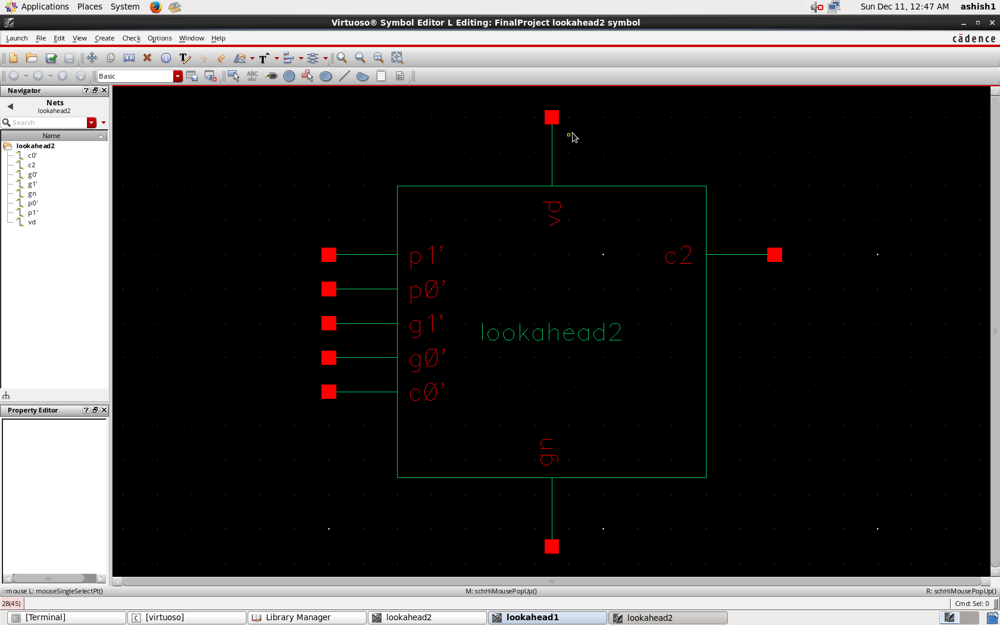 Applications Places System Sun Dec 11, 12:47 AM ashish1
Virtuoso® Symbol Editor L Editing: FinalProject lookahead2 symbol
Launch File Edit View Create Check Options Window Help cādence
Basic ABC abc
Navigator
Nets
lookahead2
Search
Name
lookahead2
c0'
c2
g0'
g1'
gn
p0'
p1'
vd
Property Editor
vd
p1' c2
p0'
g1'
lookahead2
g0'
c0'
gn
mouse L: mouseSingleSelectPt() M: schHiMousePopUp() R: schHiMousePopUp()
28(45) Cmd: Sel: 0
[Terminal] [virtuoso] Library Manager lookahead2 lookahead1 lookahead2